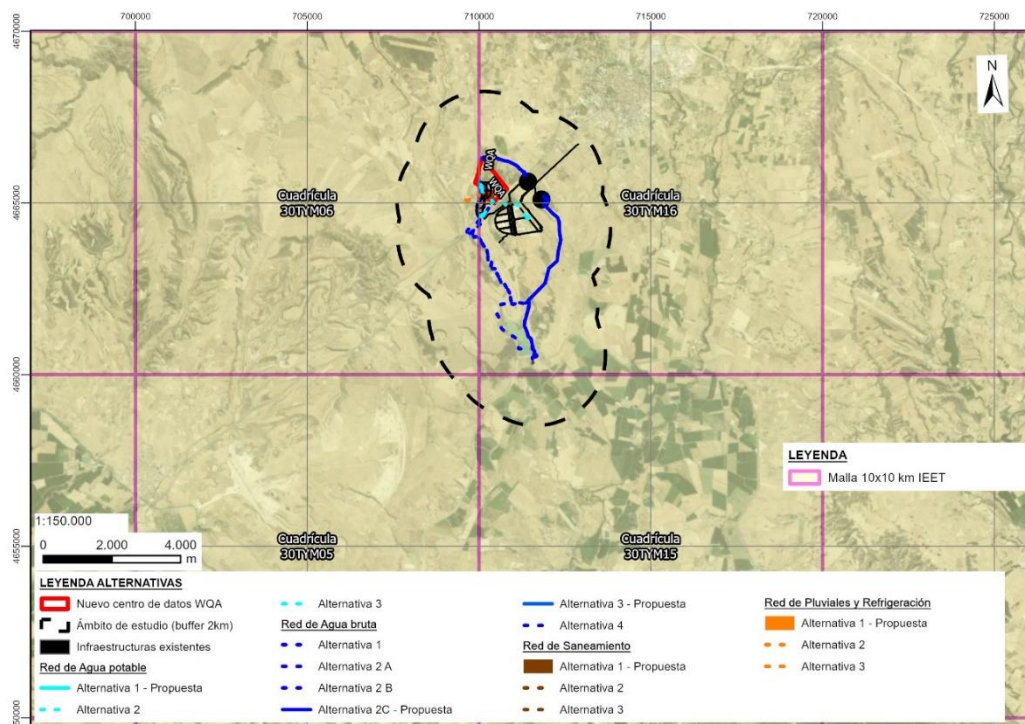 700000 705000 710000 715000 720000 725000
4670000
N
WQA
WQA
Cuadrícula
30TYM06
Cuadrícula
30TYM16
4665000
4660000
LEYENDA
Malla 10x10 km IEET
1:150.000
0 2.000 4.000
m
Cuadrícula
30TYM05
Cuadrícula
30TYM15
4655000
LEYENDA ALTERNATIVAS
Nuevo centro de datos WQA
Ámbito de estudio (buffer 2km)
Infraestructuras existentes
Red de Agua potable
Alternativa 1 - Propuesta
Alternativa 2
Alternativa 3
Red de Agua bruta
Alternativa 1
Alternativa 2 A
Alternativa 2 B
Alternativa 2C - Propuesta
Alternativa 3 - Propuesta
Alternativa 4
Red de Saneamiento
Alternativa 1 - Propuesta
Alternativa 2
Alternativa 3
Red de Pluviales y Refrigeración
Alternativa 1 - Propuesta
Alternativa 2
Alternativa 3